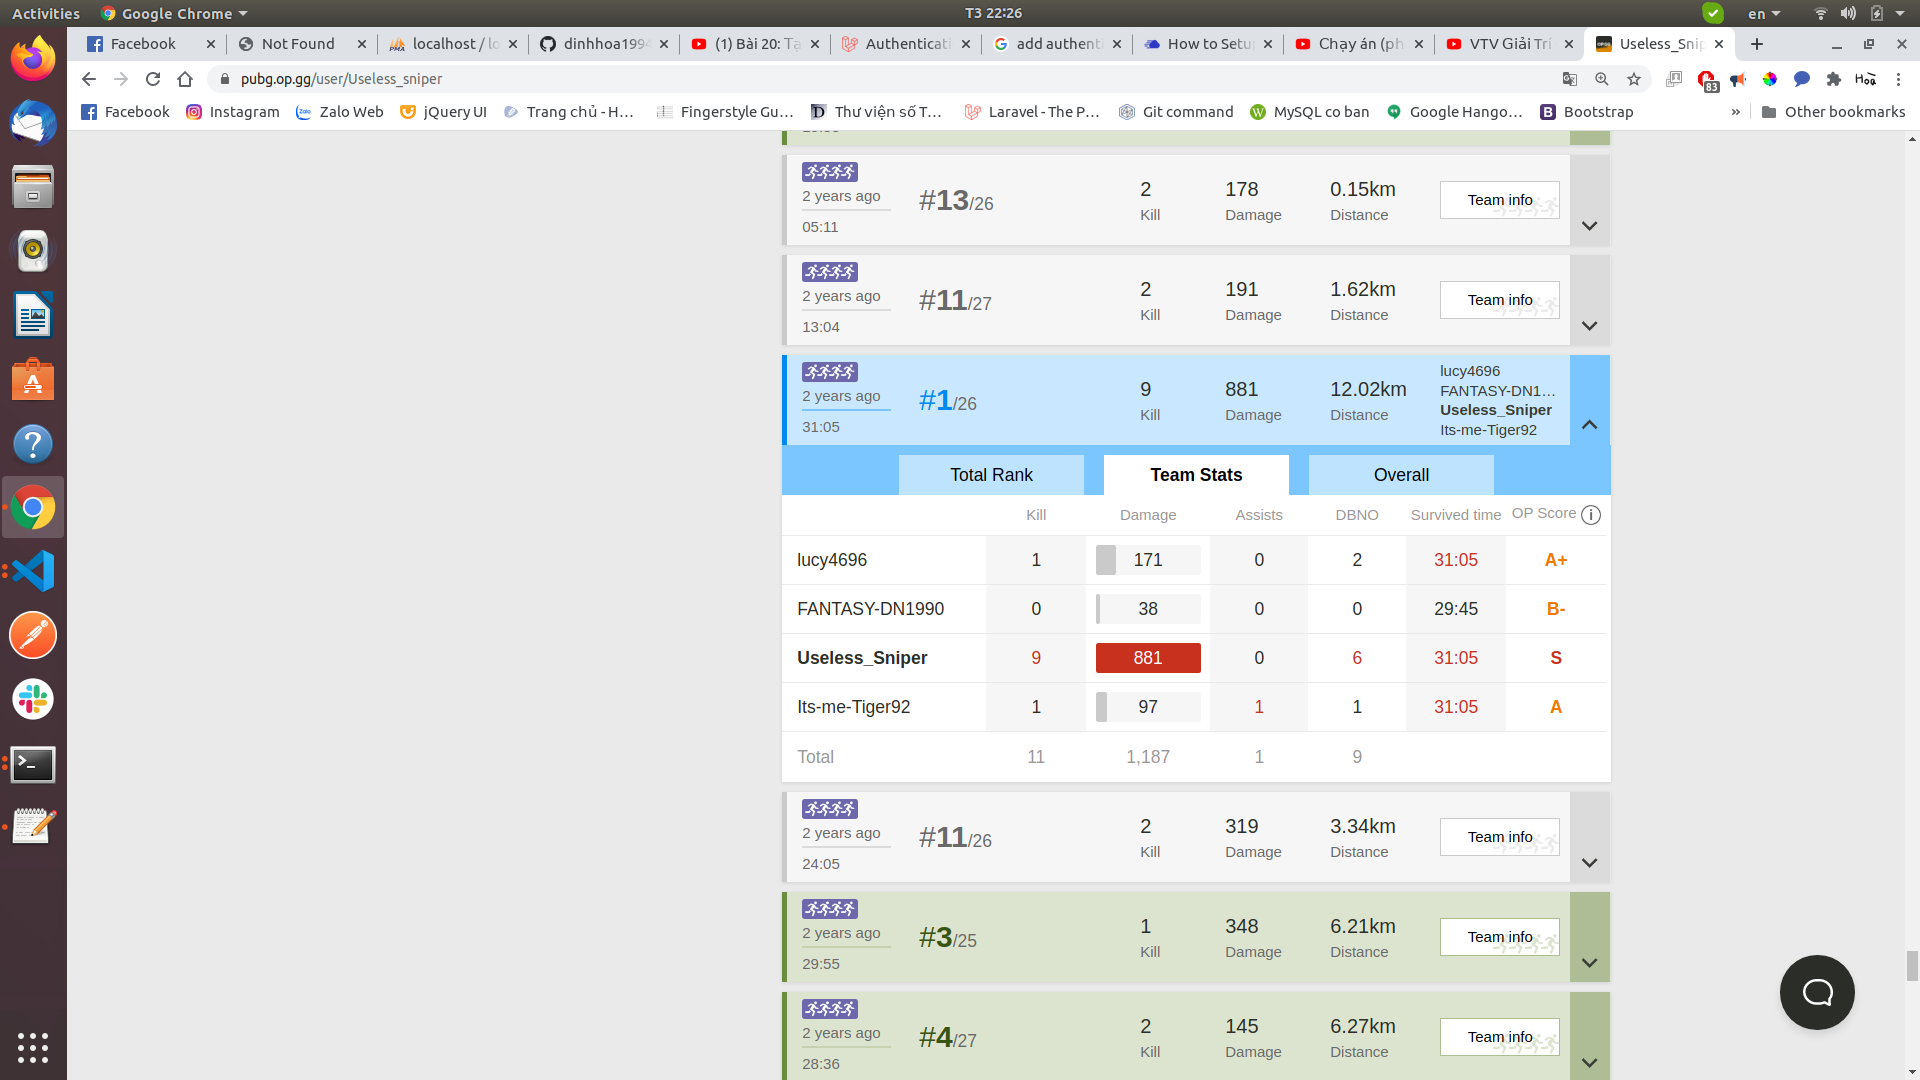 Activities Google Chrome T3 22:26 en
Facebook Not Found localhost / lo dinhhoa1994 (1) Bài 20: Tạ Authenticati add authenti How to Setu Chạy án (ph VTV Giải Trí Useless_Snip
pubg.op.gg/user/Useless_sniper 83
Facebook Instagram Zalo Web jQuery UI Trang chủ - H… Fingerstyle Gu… Thư viện số T… Laravel - The P… Git command MySQL co ban Google Hango… Bootstrap » Other bookmarks
2 years ago
05:11
#13/26
2 Kill
178 Damage
0.15km Distance
Team info
2 years ago
13:04
#11/27
2 Kill
191 Damage
1.62km Distance
Team info
2 years ago
31:05
#1/26
9 Kill
881 Damage
12.02km Distance
lucy4696
FANTASY-DN1…
Useless_Sniper
Its-me-Tiger92
Total Rank Team Stats Overall
Kill Damage Assists DBNO Survived time OP Score
lucy4696 1 171 0 2 31:05 A+
FANTASY-DN1990 0 38 0 0 29:45 B-
Useless_Sniper 9 881 0 6 31:05 S
Its-me-Tiger92 1 97 1 1 31:05 A
Total 11 1,187 1 9
2 years ago
24:05
#11/26
2 Kill
319 Damage
3.34km Distance
Team info
2 years ago
29:55
#3/25
1 Kill
348 Damage
6.21km Distance
Team info
2 years ago
28:36
#4/27
2 Kill
145 Damage
6.27km Distance
Team info